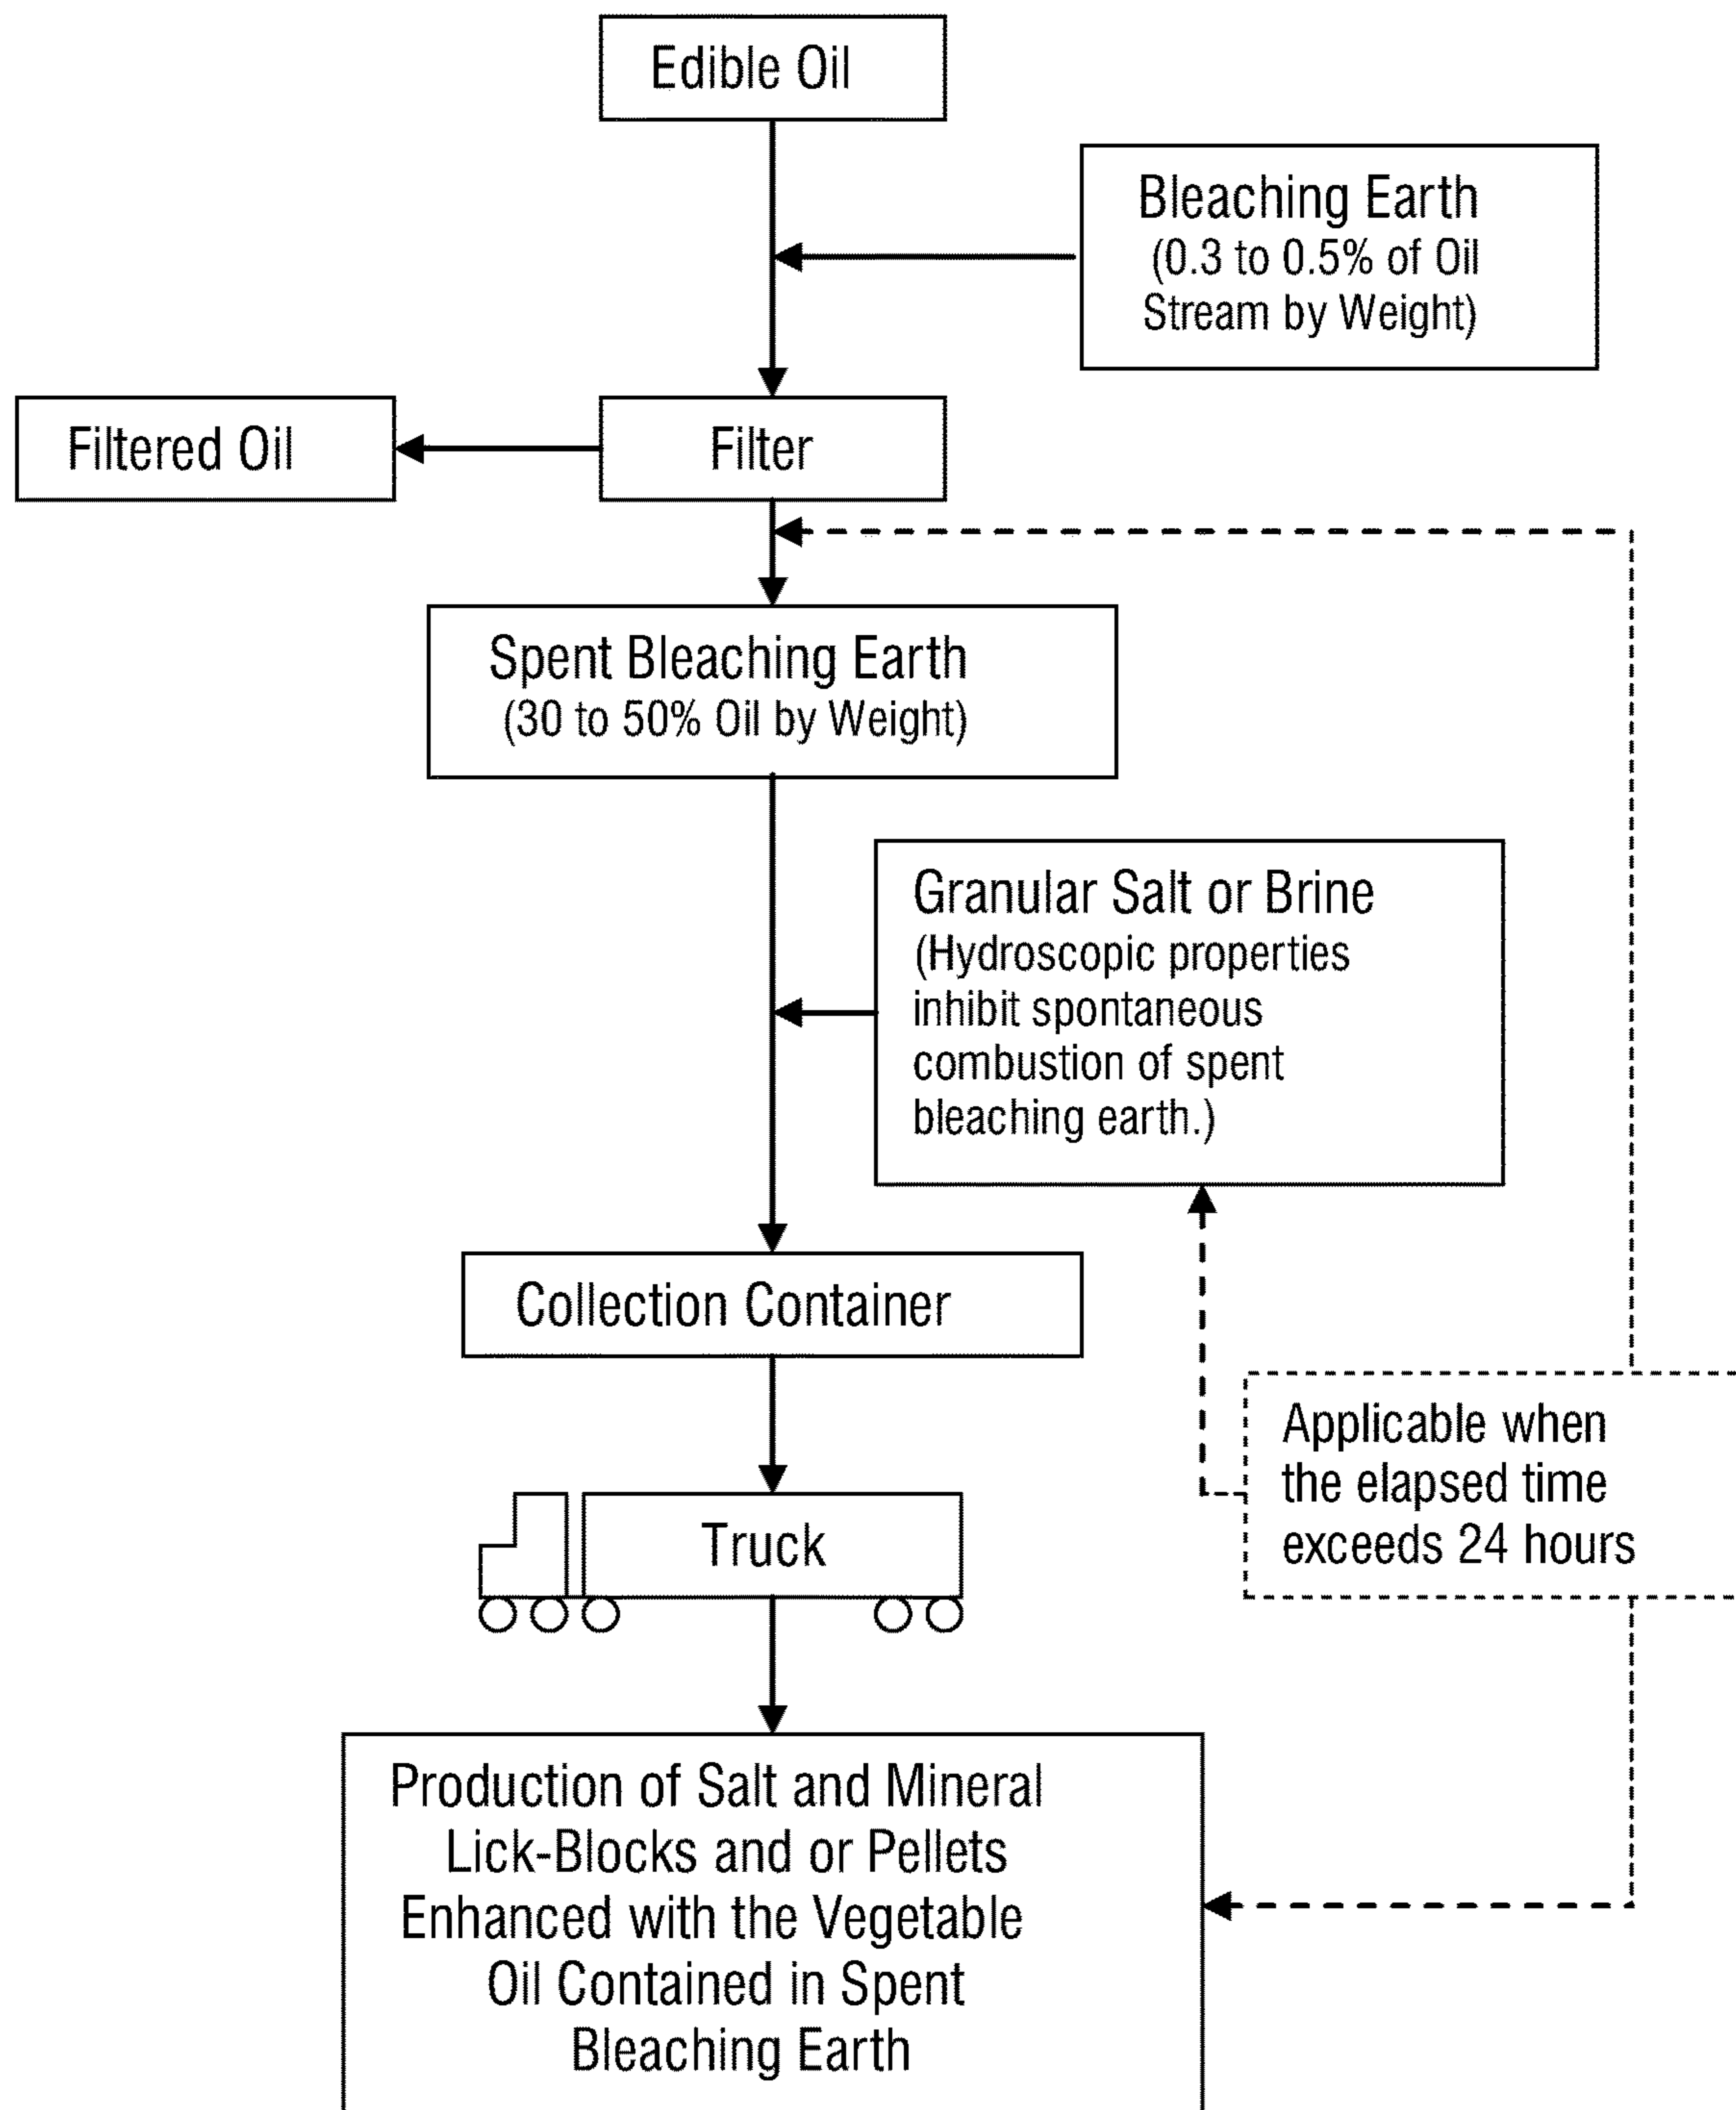 Edible Oil
Bleaching Earth
(0.3 to 0.5% of Oil
Stream by Weight)
Filtered Oil
Filter
Spent Bleaching Earth
(30 to 50% Oil by Weight)
Granular Salt or Brine
(Hydroscopic properties
inhibit spontaneous
combustion of spent
bleaching earth.)
Collection Container
Applicable when
the elapsed time
exceeds 24 hours
Truck
Production of Salt and Mineral
Lick-Blocks and or Pellets
Enhanced with the Vegetable
Oil Contained in Spent
Bleaching Earth